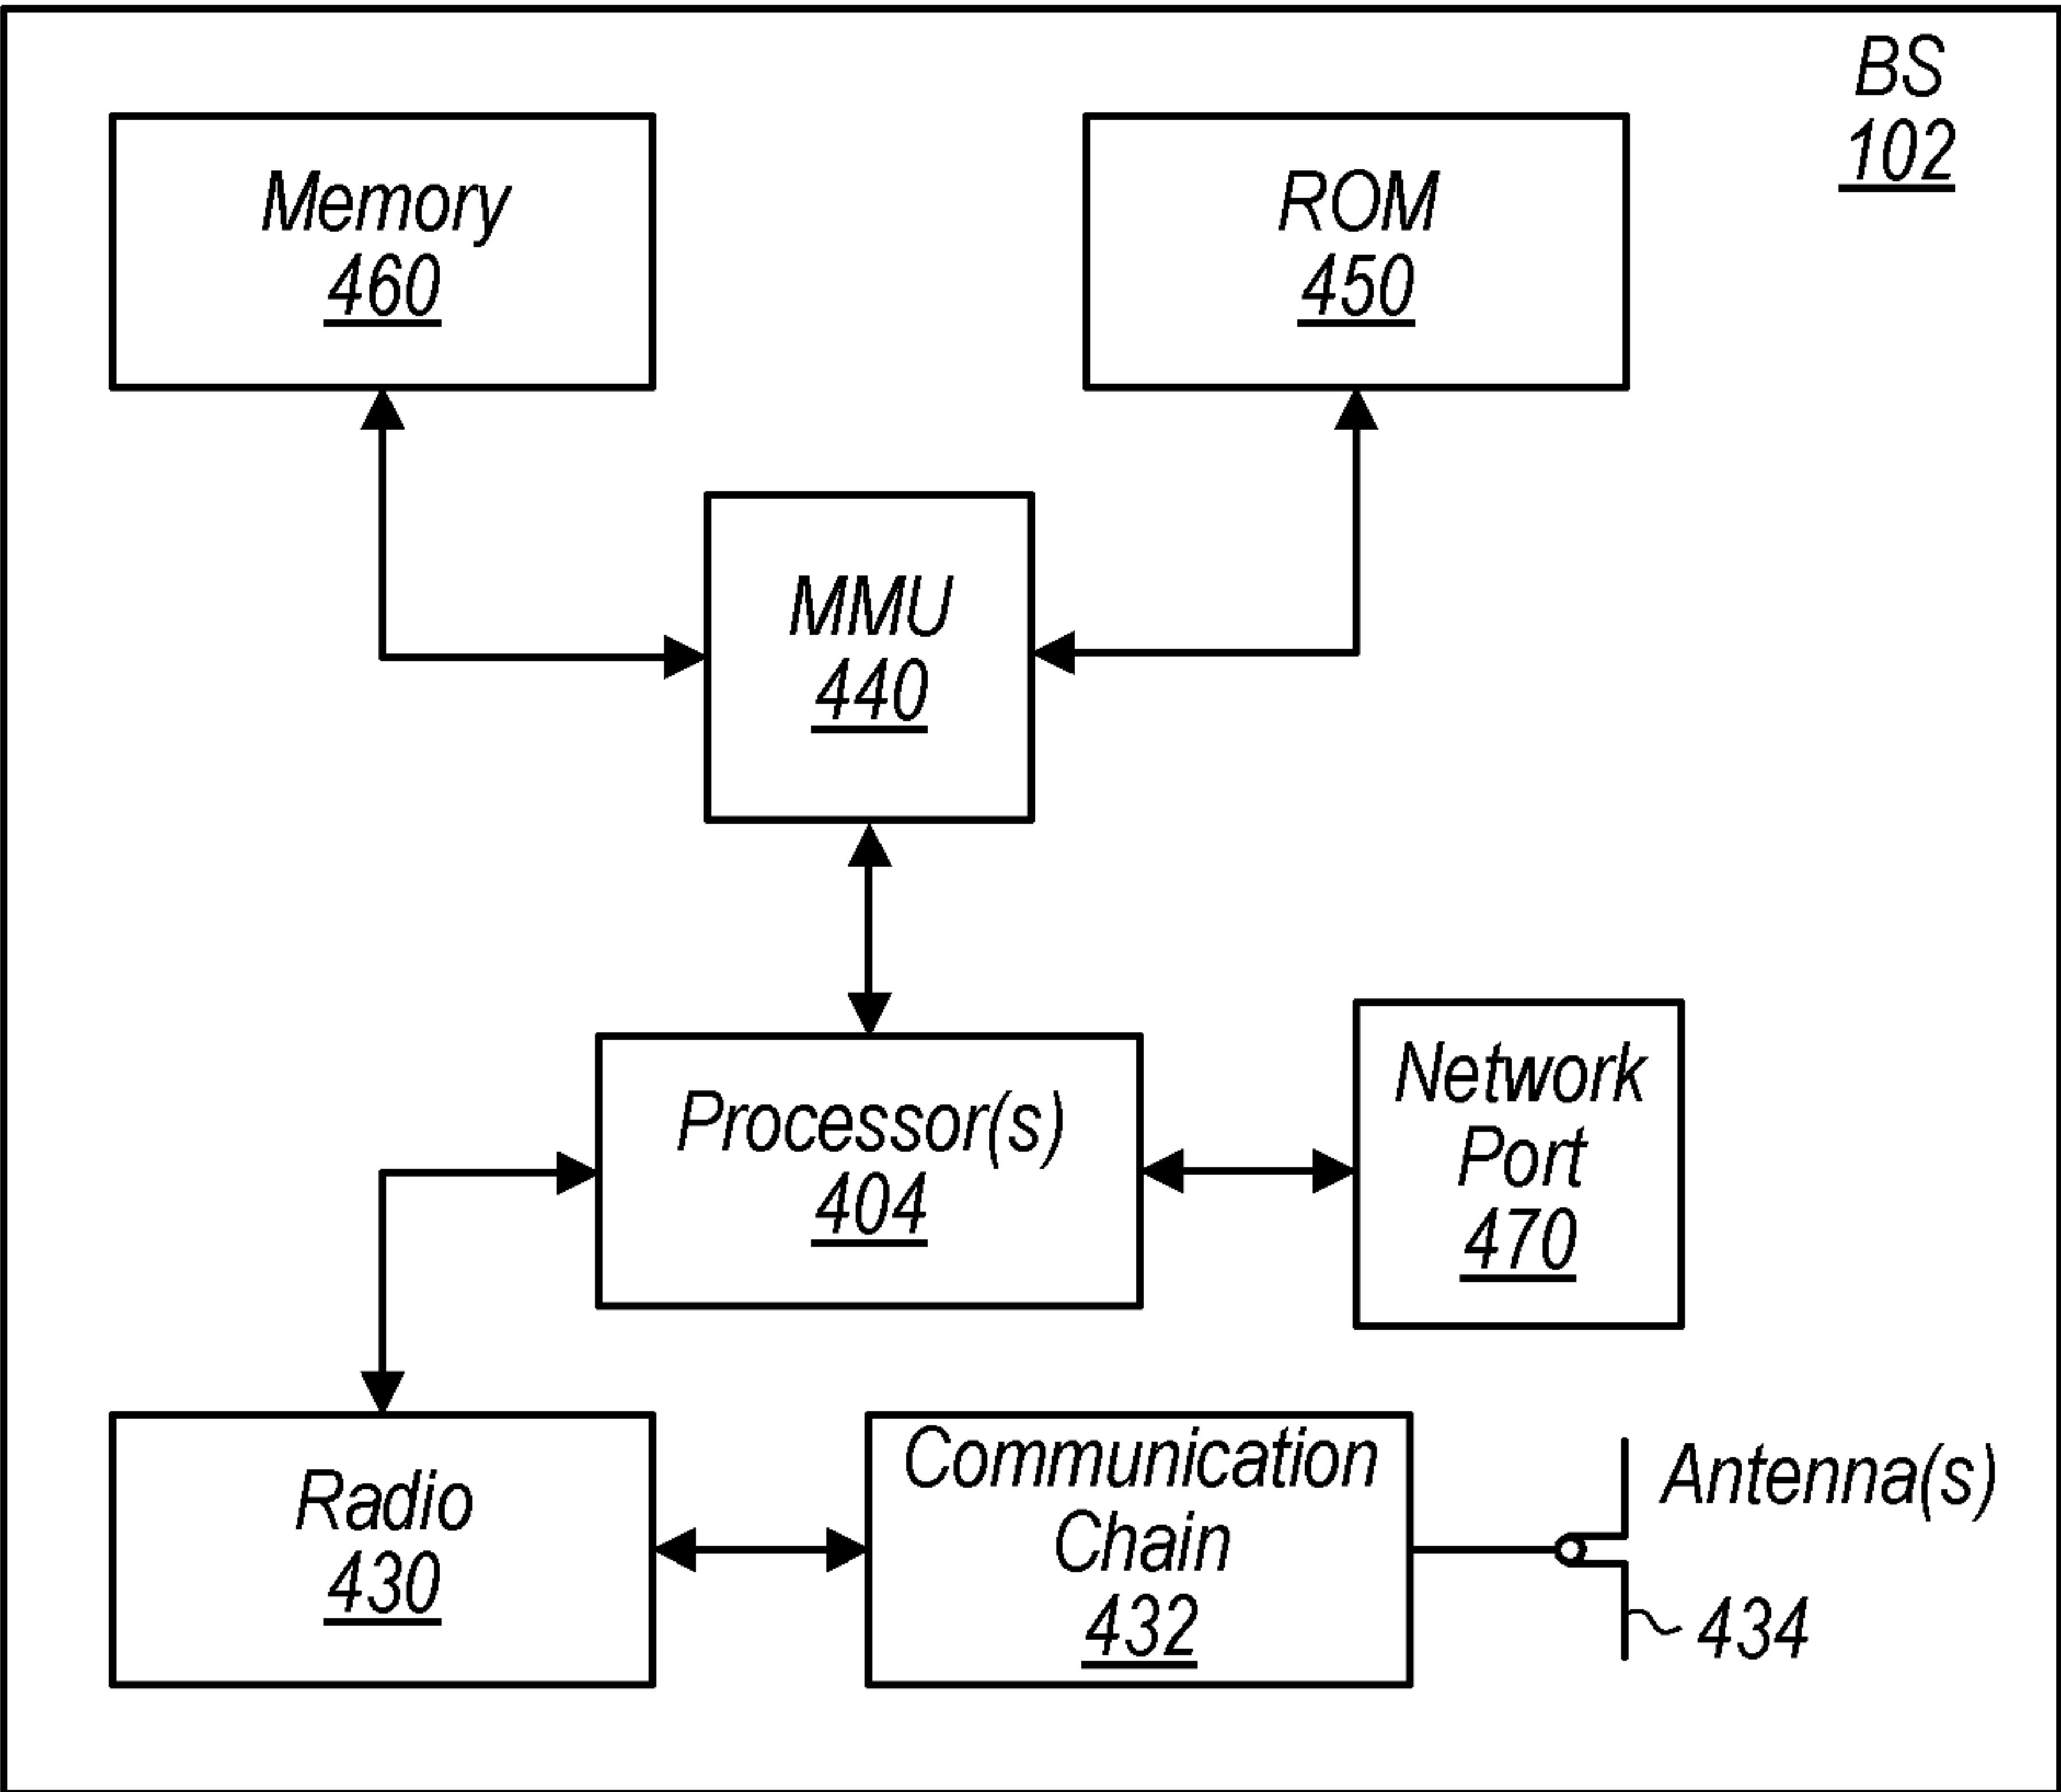 BS
102
Memory
460
ROM
450
MMU
440
Processor(s)
404
Network
Port
470
Radio
430
Communication
Chain
432
Antenna(s)
434